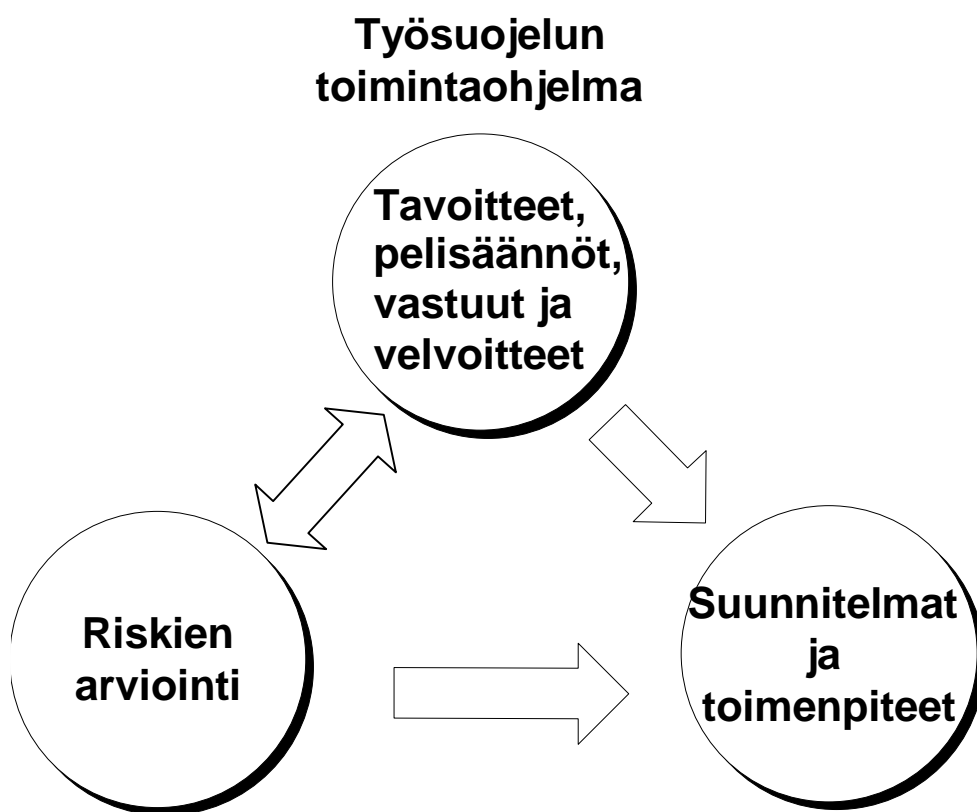 Työsuojelun
toimintaohjelma
Tavoitteet,
pelisäännöt,
vastuut ja
velvoitteet
Riskien
arviointi
Suunnitelmat
ja
toimenpiteet